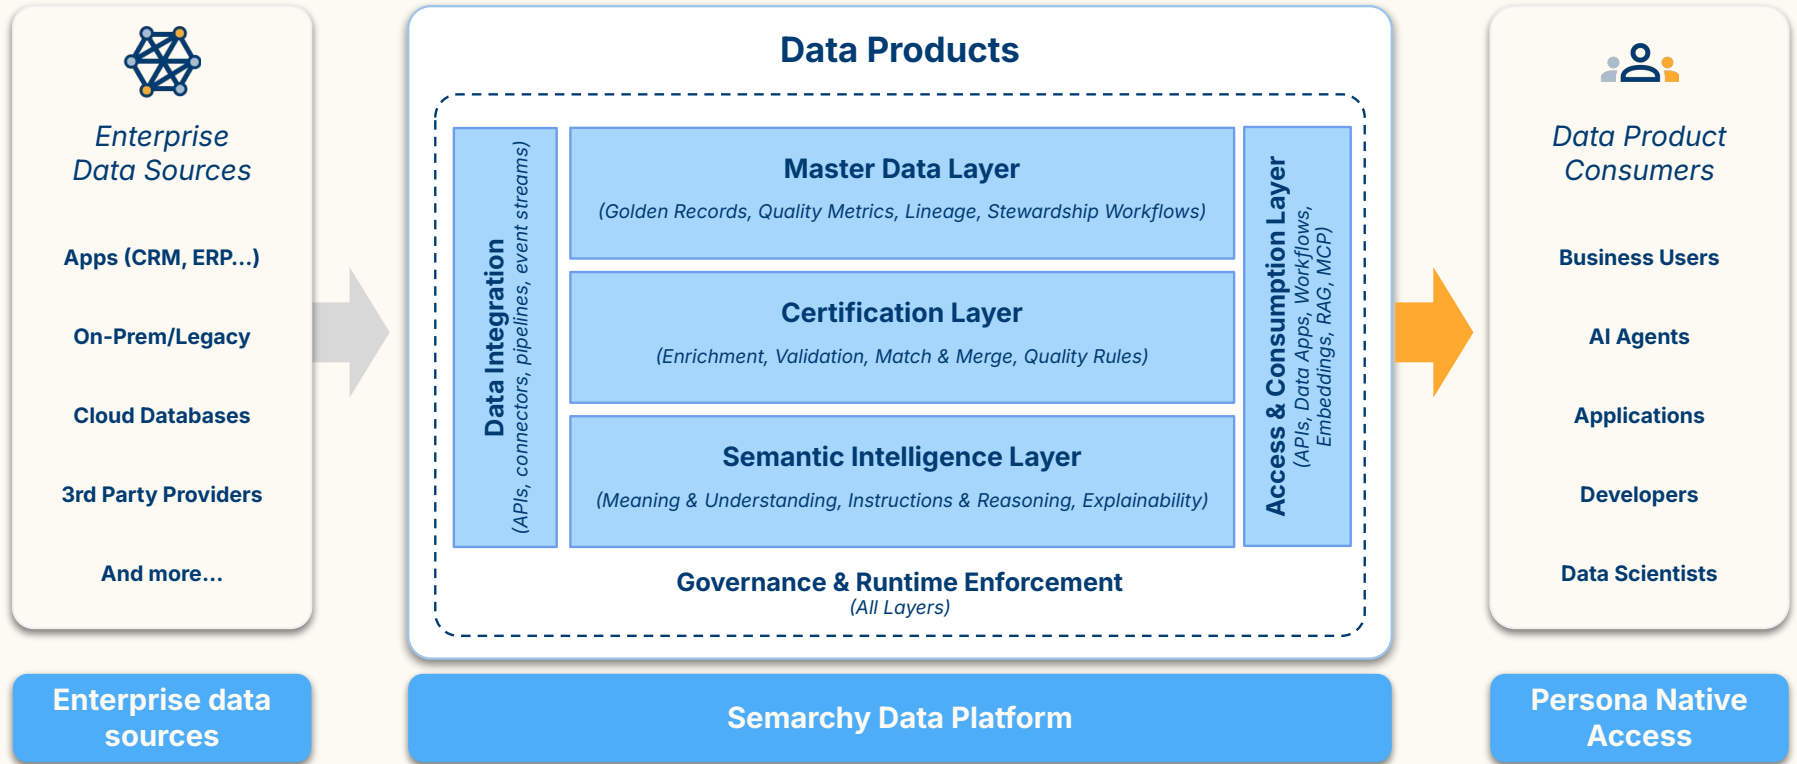 Enterprise
Data Sources
Apps (CRM, ERP...)
On-Prem/Legacy
Cloud Databases
3rd Party Providers
And more...
Data Products
Data Integration
(APIs, connectors, pipelines, event streams)
Master Data Layer
(Golden Records, Quality Metrics, Lineage, Stewardship Workflows)
Certification Layer
(Enrichment, Validation, Match & Merge, Quality Rules)
Semantic Intelligence Layer
(Meaning & Understanding, Instructions & Reasoning, Explainability)
Access & Consumption Layer
(APIs, Data Apps, Workflows,
Embeddings, RAG, MCP)
Governance & Runtime Enforcement
(All Layers)
Data Product
Consumers
Business Users
AI Agents
Applications
Developers
Data Scientists
Enterprise data
sources
Semarchy Data Platform
Persona Native
Access